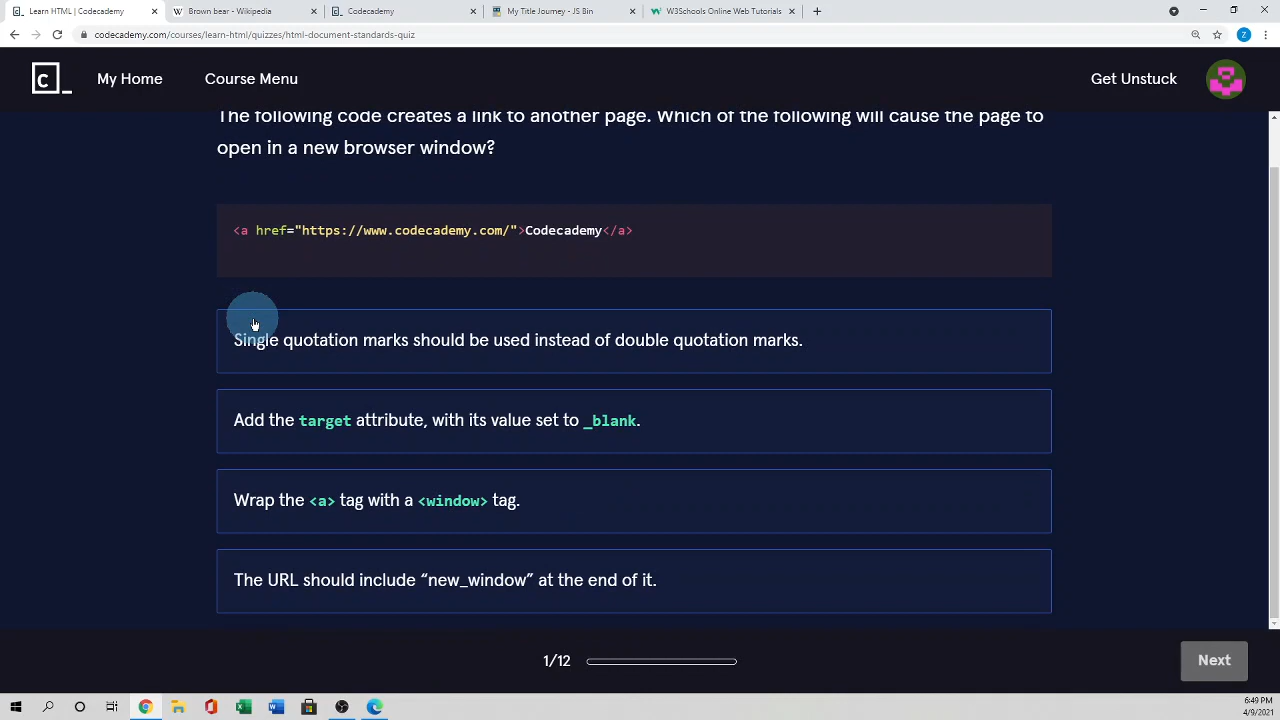 Learn HTML | Codecademy
Brown bear - Wikipedia
Codecademy
My Title Journey - JS Bin
W3Schools Online Web Tutorials
codecademy.com/courses/learn-html/quizzes/html-document-standards-quiz
Z
c_
My Home
Course Menu
Get Unstuck
The following code creates a link to another page. Which of the following will cause the page to
open in a new browser window?
<a href="https://www.codecademy.com/">Codecademy</a>
Single quotation marks should be used instead of double quotation marks.
Add the target attribute, with its value set to _blank.
Wrap the <a> tag with a <window> tag.
The URL should include “new_window” at the end of it.
1/12
Next
6:49 PM
4/9/2021